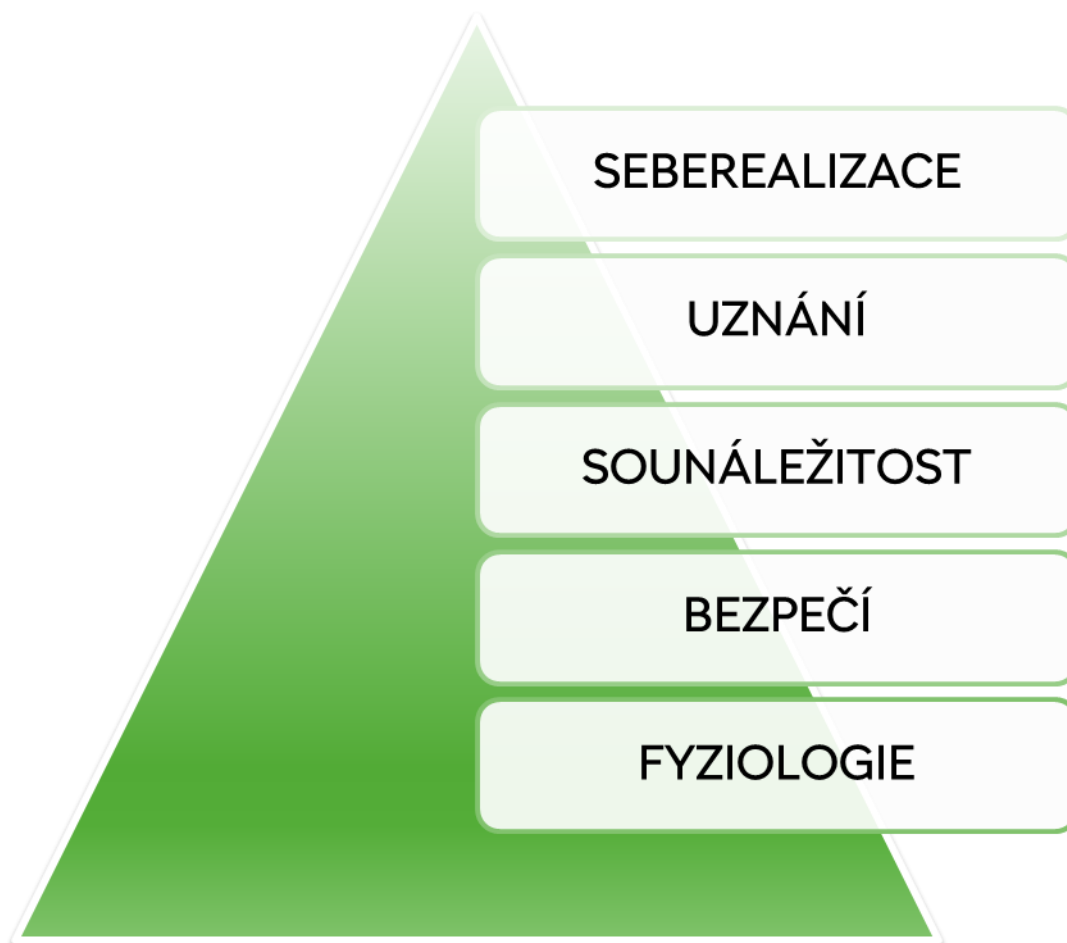 SEBEREALIZACE
UZNÁNÍ
SOUNÁLEŽITOST
BEZPEČÍ
FYZIOLOGIE